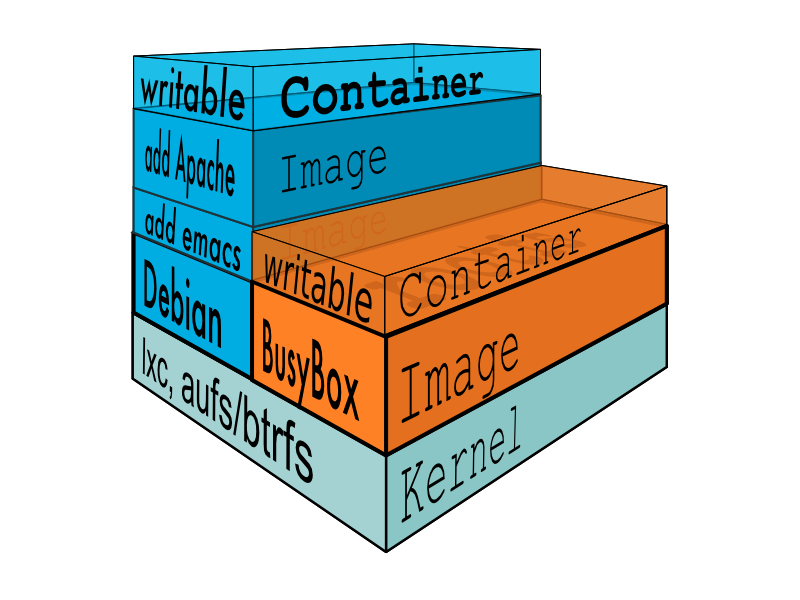 writable Container
add Apache Image
add emacs Image
Debian
writable Container
BusyBox Image
lxc, aufs/btrfs Kernel